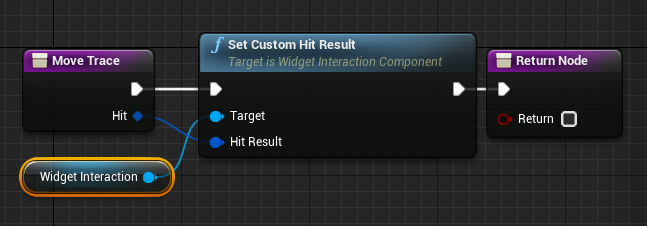 Move Trace
Hit
Widget Interaction
f Set Custom Hit Result
Target is Widget Interaction Component
Target
Hit Result
Return Node
Return